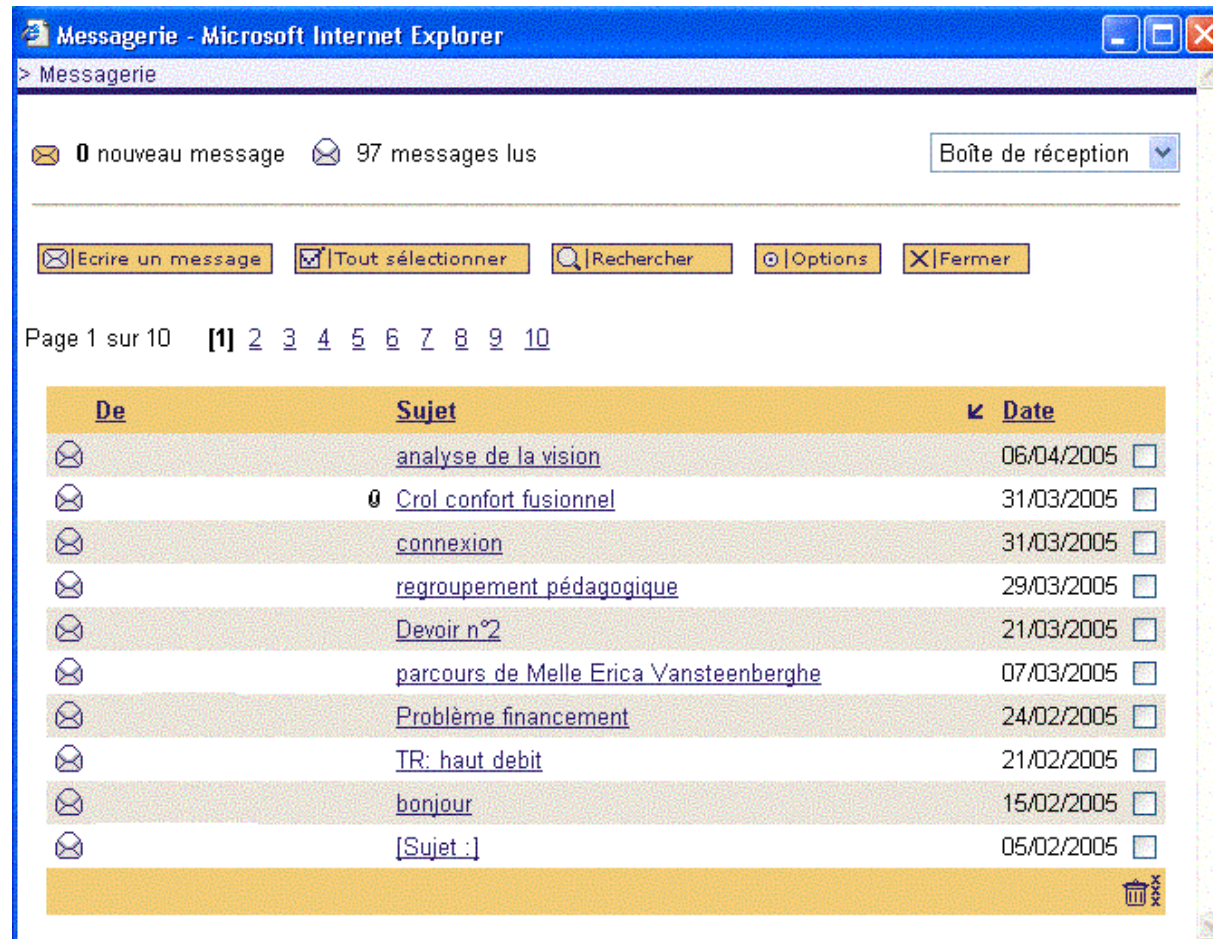 Messagerie - Microsoft Internet Explorer
> Messagerie
0 nouveau message 97 messages lus Boîte de réception
Ecrire un message Tout sélectionner Rechercher Options Fermer
Page 1 sur 10 [1] 2 3 4 5 6 7 8 9 10
De Sujet Date
analyse de la vision 06/04/2005
Crol confort fusionnel 31/03/2005
connexion 31/03/2005
regroupement pédagogique 29/03/2005
Devoir n°2 21/03/2005
parcours de Melle Erica Vansteenberghe 07/03/2005
Problème financement 24/02/2005
TR: haut debit 21/02/2005
bonjour 15/02/2005
[Sujet :] 05/02/2005